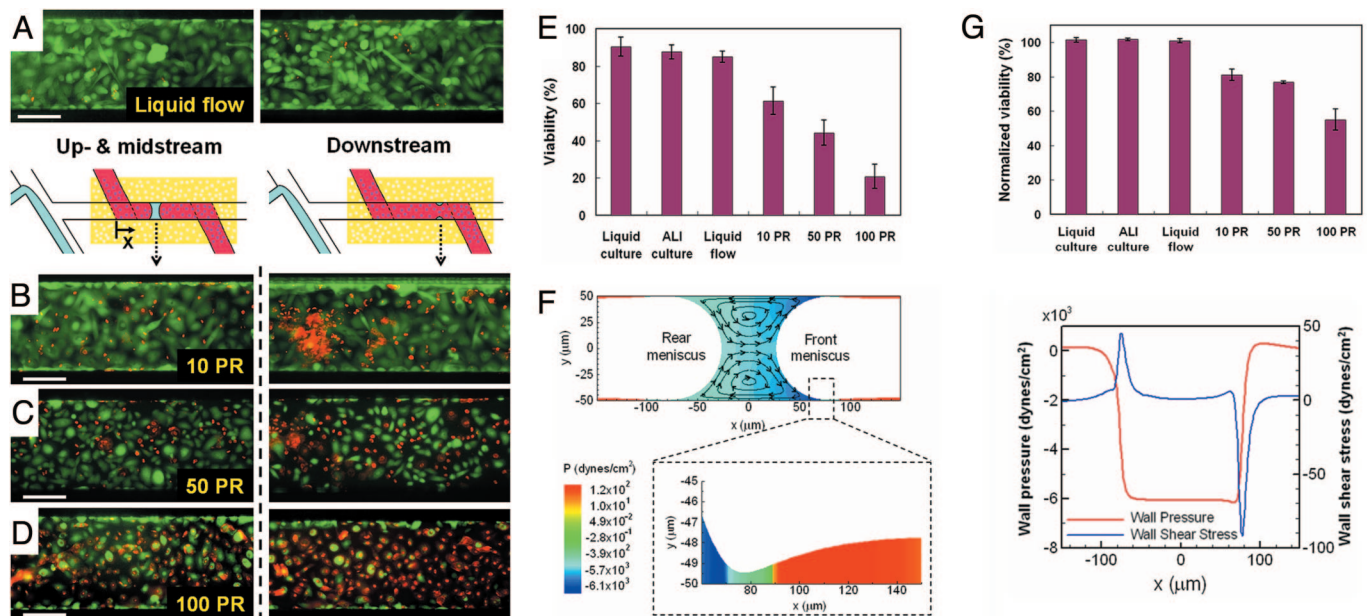 A
Liquid flow
Up- & midstream
Downstream
X
B
10 PR
C
50 PR
D
100 PR
E
Viability (%)
100
80
60
40
20
0
Liquid culture
ALI culture
Liquid flow
10 PR
50 PR
100 PR
F
y (μm)
50
25
0
-25
-50
Rear meniscus
Front meniscus
-100
-50
0
50
100
x (μm)
P (dynes/cm²)
1.2x10²
1.0x10¹
4.9x10⁻²
-2.8x10⁻¹
-3.9x10²
-5.7x10³
-6.1x10³
y (μm)
-45
-46
-47
-48
-49
-50
60
80
100
120
140
x (μm)
G
Normalized viability (%)
100
80
60
40
20
0
Liquid culture
ALI culture
Liquid flow
10 PR
50 PR
100 PR
x10³
Wall pressure (dynes/cm²)
0
-2
-4
-6
-8
Wall Pressure
Wall Shear Stress
-100
0
100
x (μm)
50
0
-50
-100
Wall shear stress (dynes/cm²)